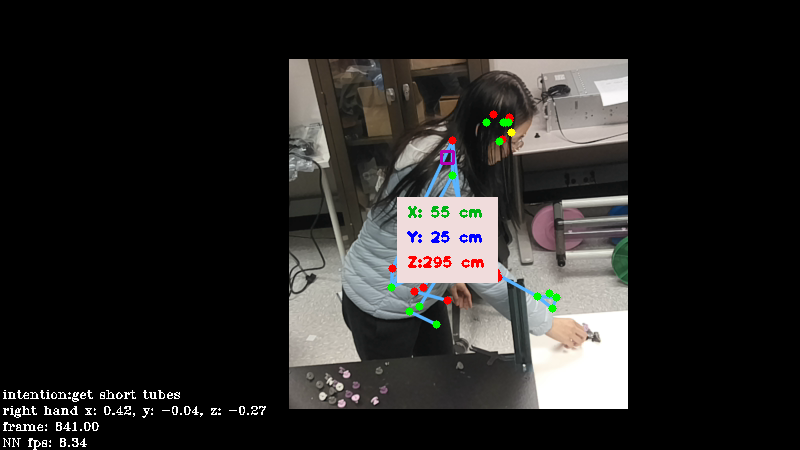 X: 55 cm
Y: 25 cm
Z:295 cm
intention:get short tubes
right hand x: 0.42, y: -0.04, z: -0.27
frame: 841.00
NN fps: 8.34